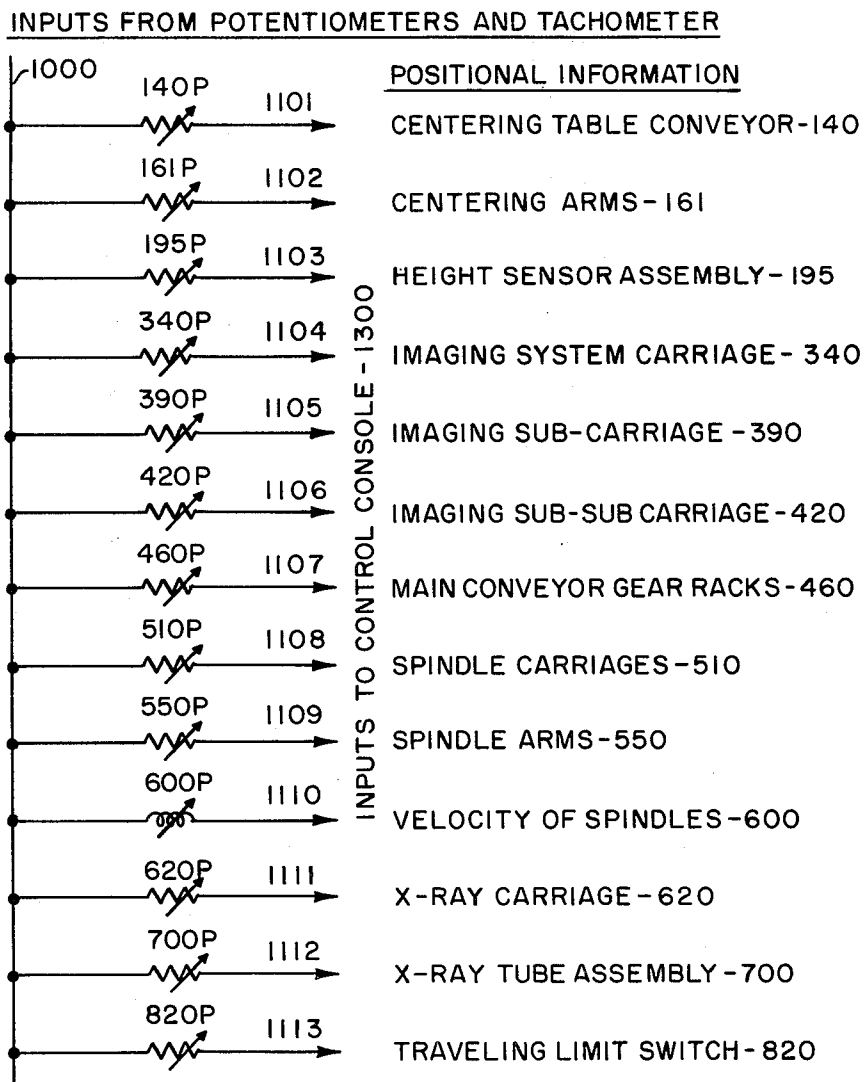 INPUTS FROM POTENTIOMETERS AND TACHOMETER
1000
POSITIONAL INFORMATION
140P 1101 CENTERING TABLE CONVEYOR-140
161P 1102 CENTERING ARMS-161
195P 1103 HEIGHT SENSOR ASSEMBLY-195
340P 1104 IMAGING SYSTEM CARRIAGE-340
390P 1105 IMAGING SUB-CARRIAGE-390
420P 1106 IMAGING SUB-SUB CARRIAGE-420
460P 1107 MAIN CONVEYOR GEAR RACKS-460
510P 1108 SPINDLE CARRIAGES-510
550P 1109 SPINDLE ARMS-550
600P 1110 VELOCITY OF SPINDLES-600
620P 1111 X-RAY CARRIAGE-620
700P 1112 X-RAY TUBE ASSEMBLY-700
820P 1113 TRAVELING LIMIT SWITCH-820
INPUTS TO CONTROL CONSOLE-1300